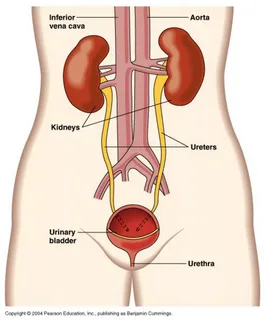 Inferior
vena cava
Aorta
Kidneys
Ureters
Urinary
bladder
Urethra
Copyright © 2004 Pearson Education, Inc., publishing as Benjamin Cummings.